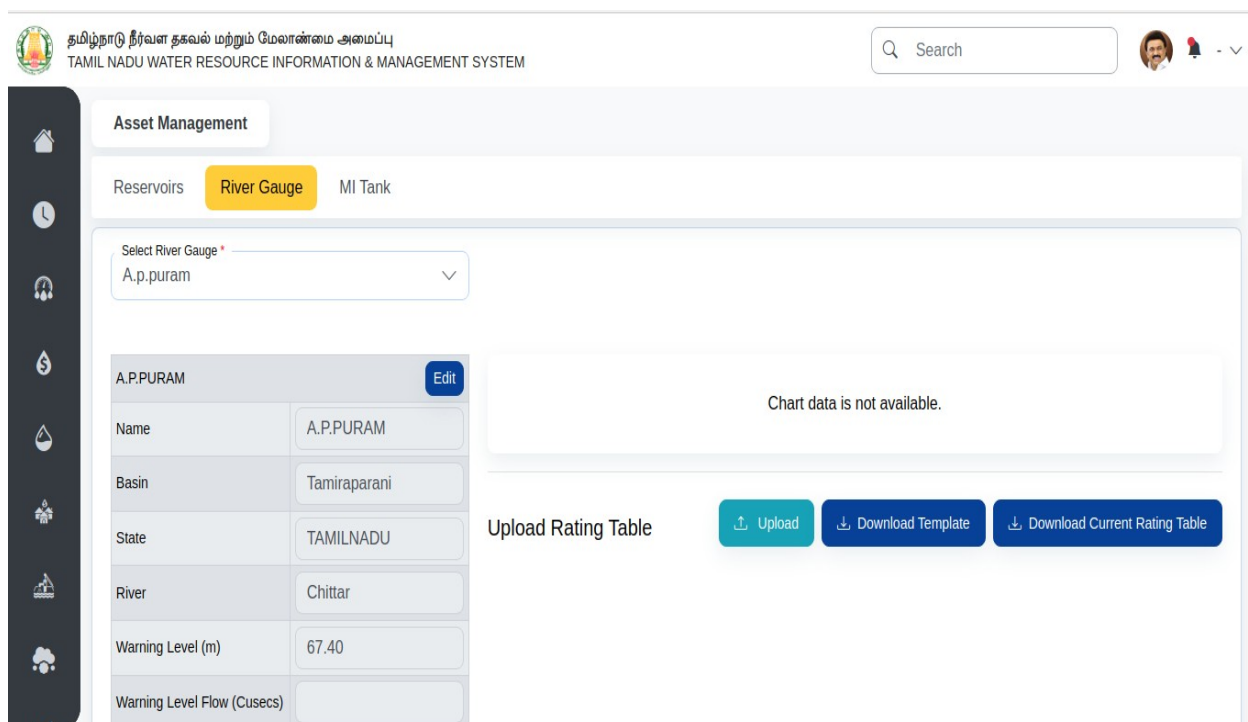 தமிழ்நாடு நீர்வள தகவல் மற்றும் மேலாண்மை அமைப்பு
TAMIL NADU WATER RESOURCE INFORMATION & MANAGEMENT SYSTEM
Search
-
Asset Management
Reservoirs River Gauge MI Tank
Select River Gauge *
A.p.puram
A.P.PURAM Edit
Name A.P.PURAM
Basin Tamiraparani
State TAMILNADU
River Chittar
Warning Level (m) 67.40
Warning Level Flow (Cusecs)
Chart data is not available.
Upload Rating Table Upload Download Template Download Current Rating Table